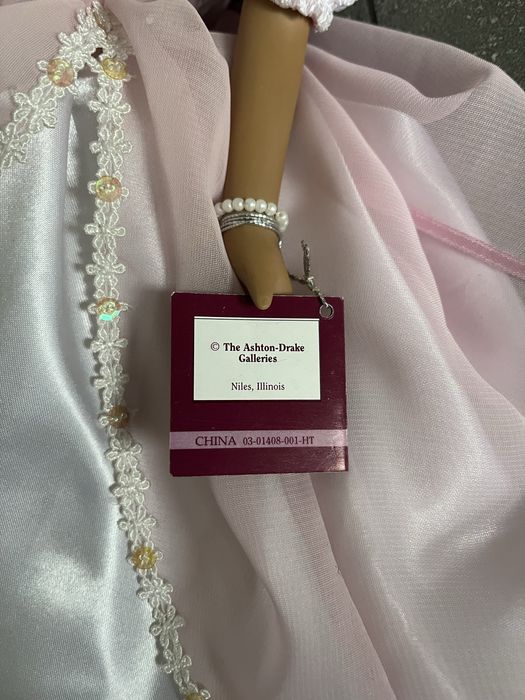 © The Ashton-Drake
Galleries
Niles, Illinois
CHINA 03-01408-001-HT